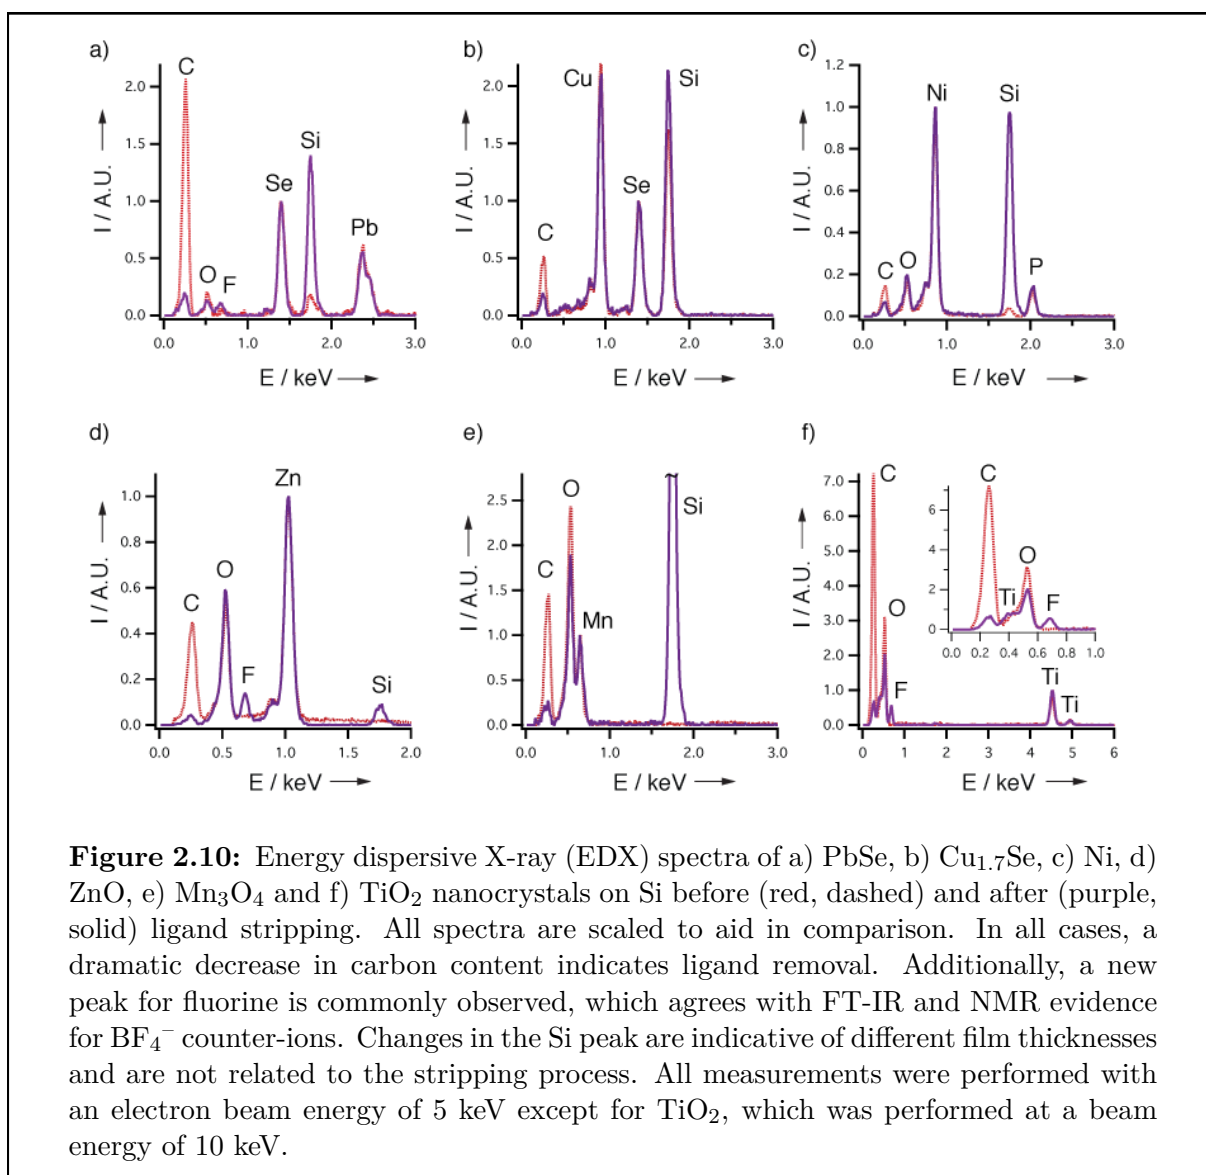 a)
C
O
F
Se
Si
Pb
2.0
1.5
1.0
0.5
0.0
I / A.U.
0.0
1.0
2.0
3.0
E / keV
b)
Cu
Si
Se
C
2.0
1.5
1.0
0.5
0.0
I / A.U.
0.0
1.0
2.0
3.0
E / keV
c)
Ni
Si
C
O
P
1.2
1.0
0.8
0.6
0.4
0.2
0.0
I / A.U.
0.0
1.0
2.0
3.0
E / keV
d)
Zn
O
C
F
Si
1.0
0.8
0.6
0.4
0.2
0.0
I / A.U.
0.0
0.5
1.0
1.5
2.0
E / keV
e)
O
C
Mn
Si
2.5
2.0
1.5
1.0
0.5
0.0
I / A.U.
0.0
1.0
2.0
3.0
E / keV
f)
C
O
F
Ti
Ti
7.0
6.0
5.0
4.0
3.0
2.0
1.0
0.0
I / A.U.
0
1
2
3
4
5
6
E / keV
C
Ti
O
F
6
4
2
0
0.0
0.2
0.4
0.6
0.8
1.0
Figure 2.10: Energy dispersive X-ray (EDX) spectra of a) PbSe, b) Cu₁.₇Se, c) Ni, d)
ZnO, e) Mn₃O₄ and f) TiO₂ nanocrystals on Si before (red, dashed) and after (purple,
solid) ligand stripping. All spectra are scaled to aid in comparison. In all cases, a
dramatic decrease in carbon content indicates ligand removal. Additionally, a new
peak for fluorine is commonly observed, which agrees with FT-IR and NMR evidence
for BF₄⁻ counter-ions. Changes in the Si peak are indicative of different film thicknesses
and are not related to the stripping process. All measurements were performed with
an electron beam energy of 5 keV except for TiO₂, which was performed at a beam
energy of 10 keV.